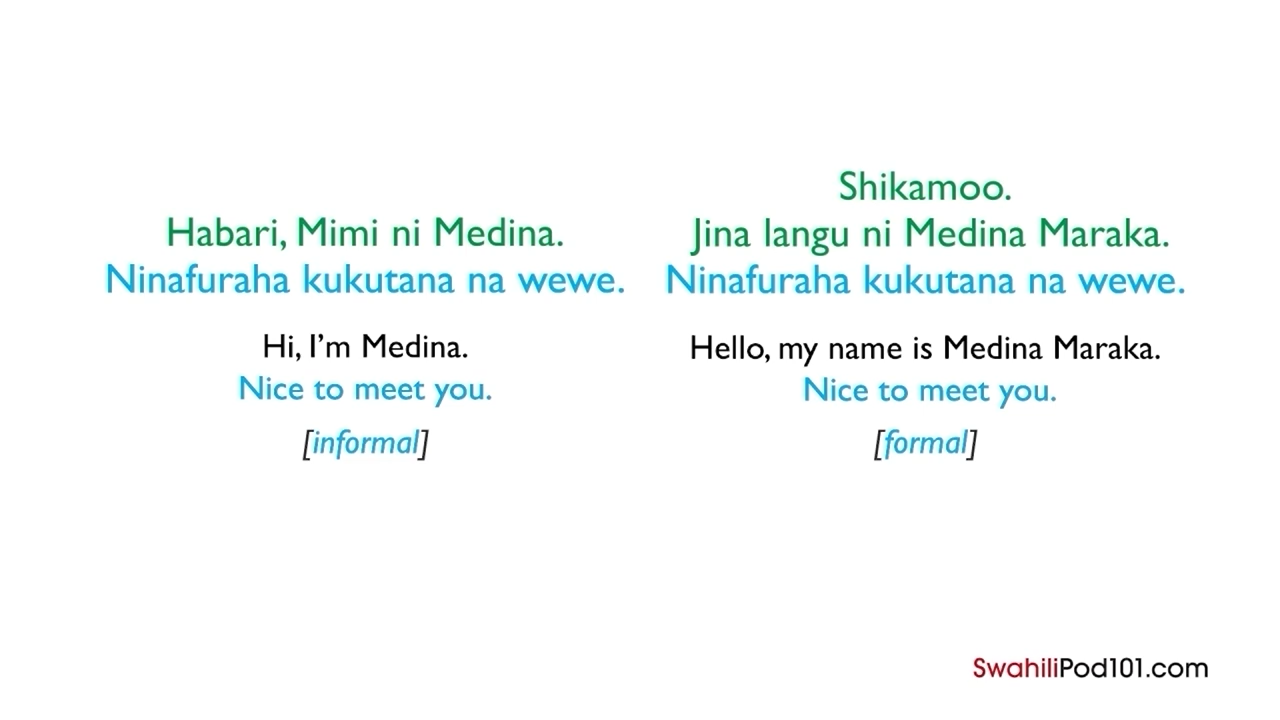 Habari, Mimi ni Medina.
Ninafuraha kukutana na wewe.
Hi, I’m Medina.
Nice to meet you.
[informal]
Shikamoo.
Jina langu ni Medina Maraka.
Ninafuraha kukutana na wewe.
Hello, my name is Medina Maraka.
Nice to meet you.
[formal]
SwahiliPod101.com